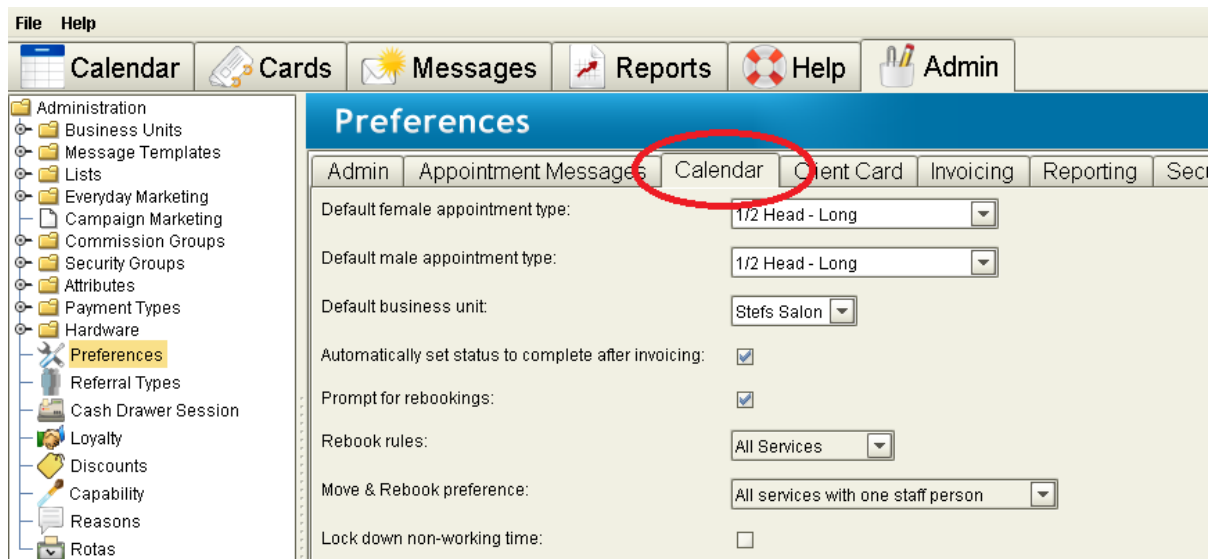 File Help
Calendar Cards Messages Reports Help Admin
Administration
Business Units
Message Templates
Lists
Everyday Marketing
Campaign Marketing
Commission Groups
Security Groups
Attributes
Payment Types
Hardware
Preferences
Referral Types
Cash Drawer Session
Loyalty
Discounts
Capability
Reasons
Rotas
Preferences
Admin Appointment Messages Calendar Client Card Invoicing Reporting Secu
Default female appointment type: 1/2 Head - Long
Default male appointment type: 1/2 Head - Long
Default business unit: Stefs Salon
Automatically set status to complete after invoicing:
Prompt for rebookings:
Rebook rules: All Services
Move & Rebook preference: All services with one staff person
Lock down non-working time: